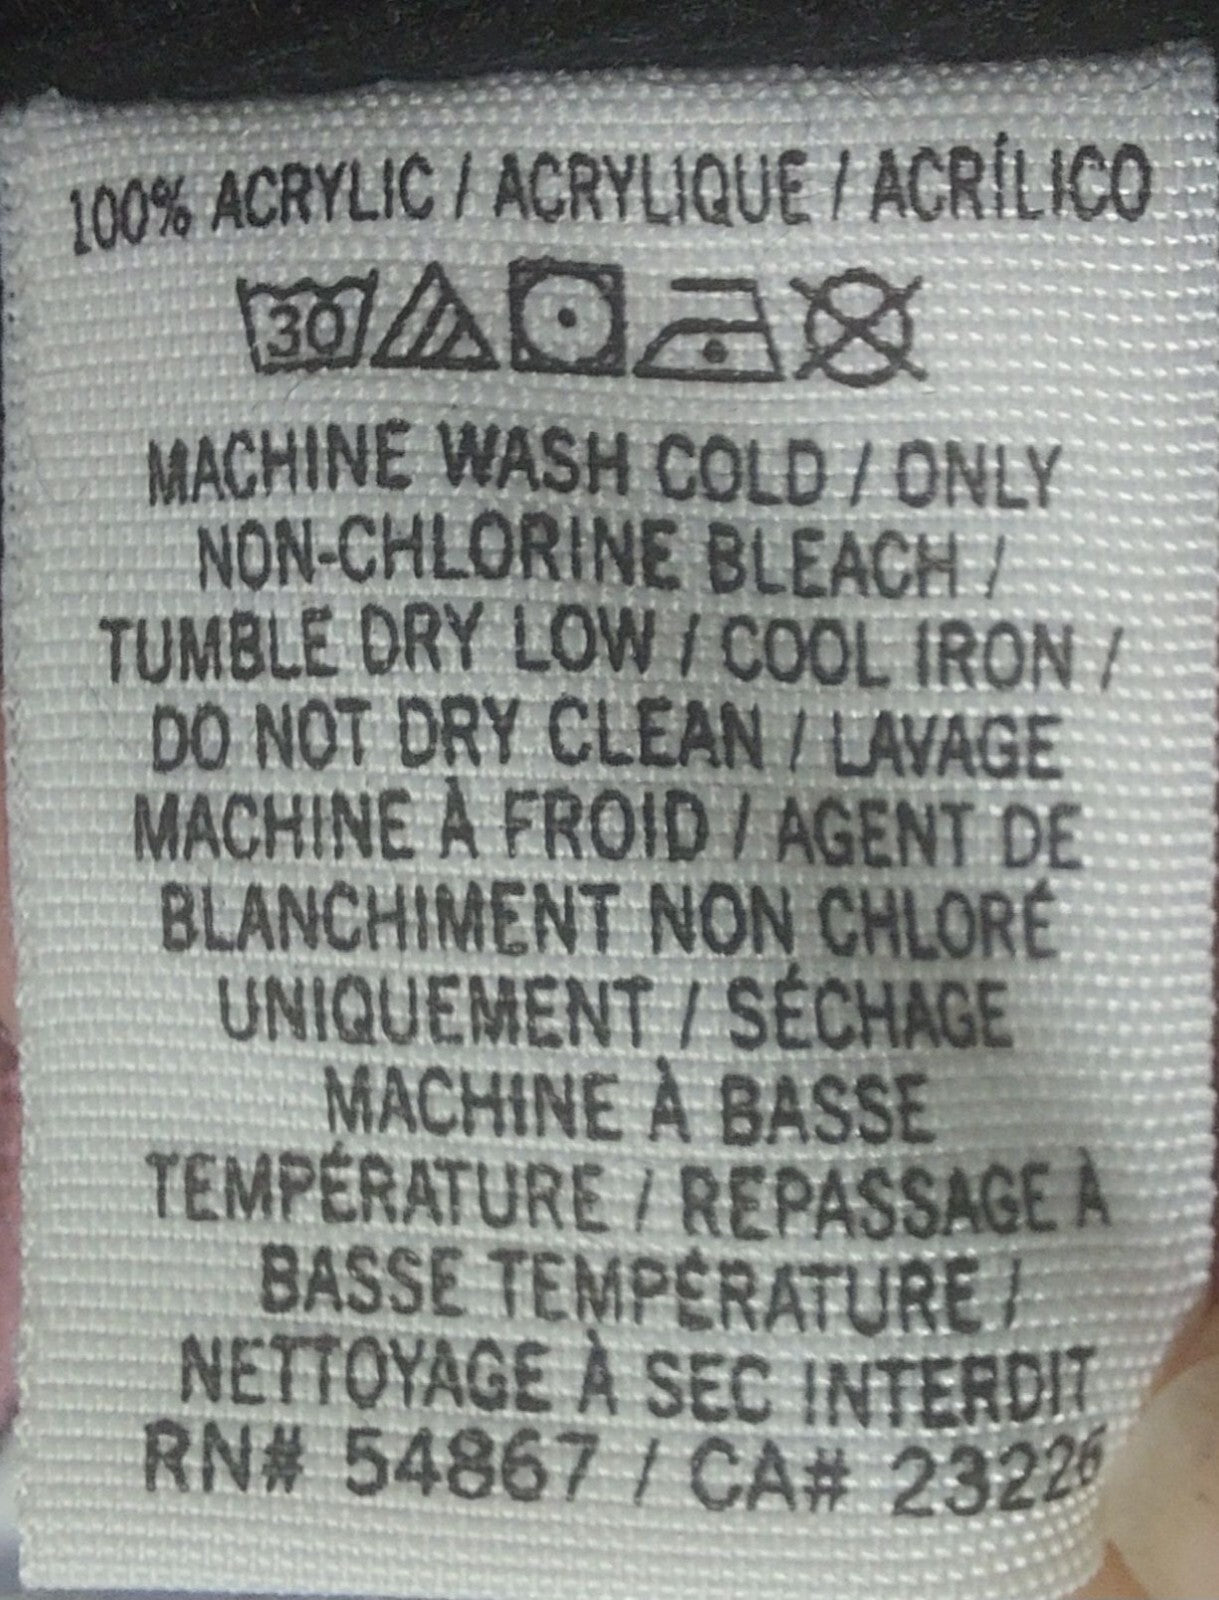 100% ACRYLIC / ACRYLIQUE / ACRÍLICO
30
MACHINE WASH COLD / ONLY
NON-CHLORINE BLEACH /
TUMBLE DRY LOW / COOL IRON /
DO NOT DRY CLEAN / LAVAGE
MACHINE À FROID / AGENT DE
BLANCHIMENT NON CHLORÉ
UNIQUEMENT / SÉCHAGE
MACHINE À BASSE
TEMPÉRATURE / REPASSAGE À
BASSE TEMPÉRATURE /
NETTOYAGE À SEC INTERDIT
RN# 54867 / CA# 23226